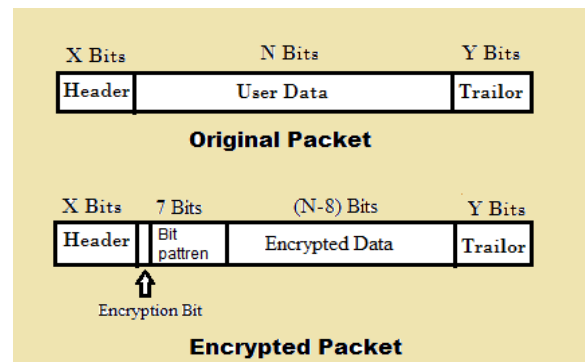 X Bits N Bits Y Bits
Header User Data Trailor
Original Packet
X Bits 7 Bits (N-8) Bits Y Bits
Header Bit pattren Encrypted Data Trailor
Encryption Bit
Encrypted Packet